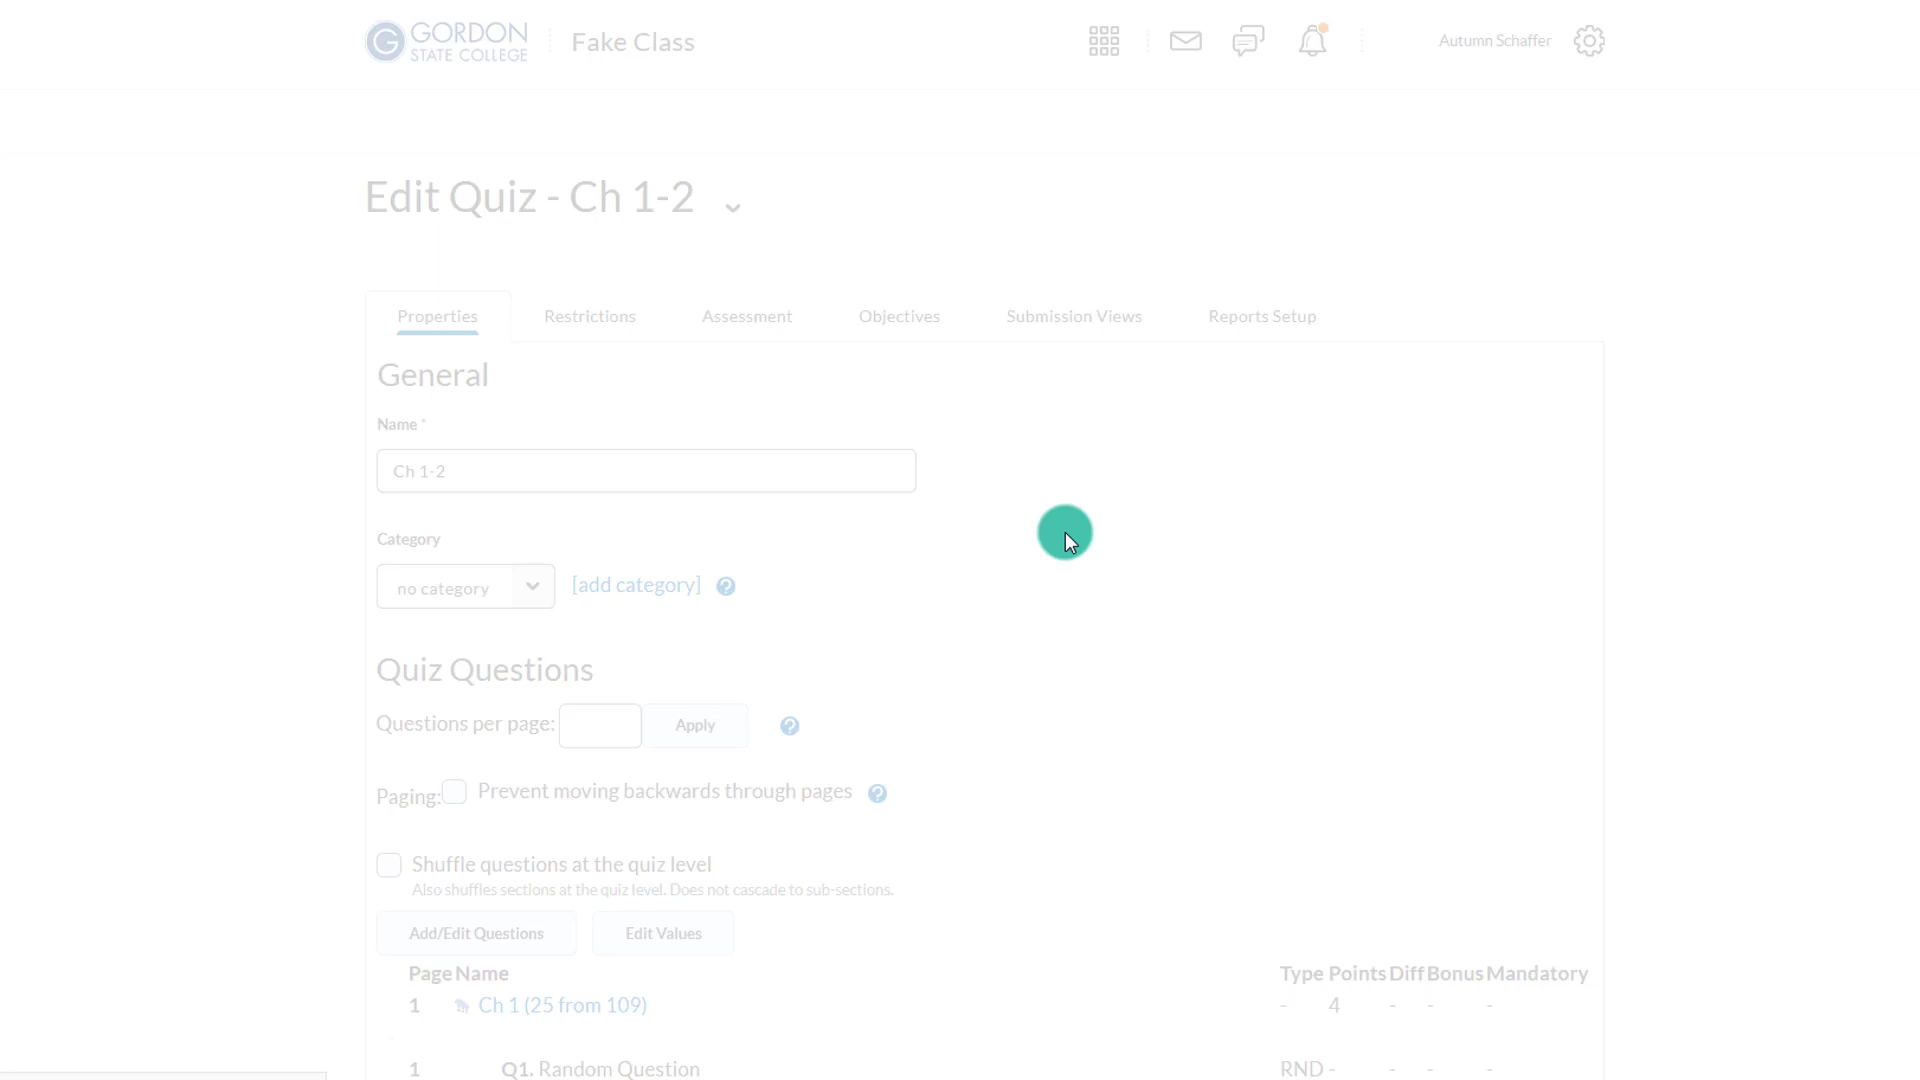 GORDON
STATE COLLEGE
Fake Class
Autumn Schaffer
Edit Quiz - Ch 1-2
Properties
Restrictions
Assessment
Objectives
Submission Views
Reports Setup
General
Name *
Ch 1-2
Category
no category
[add category]
Quiz Questions
Questions per page:
Apply
Paging:
Prevent moving backwards through pages
Shuffle questions at the quiz level
Also shuffles sections at the quiz level. Does not cascade to sub-sections.
Add/Edit Questions
Edit Values
Page Name Type Points Diff Bonus Mandatory
1 Ch 1 (25 from 109) - 4 - - -
1 Q1. Random Question RND - - - -